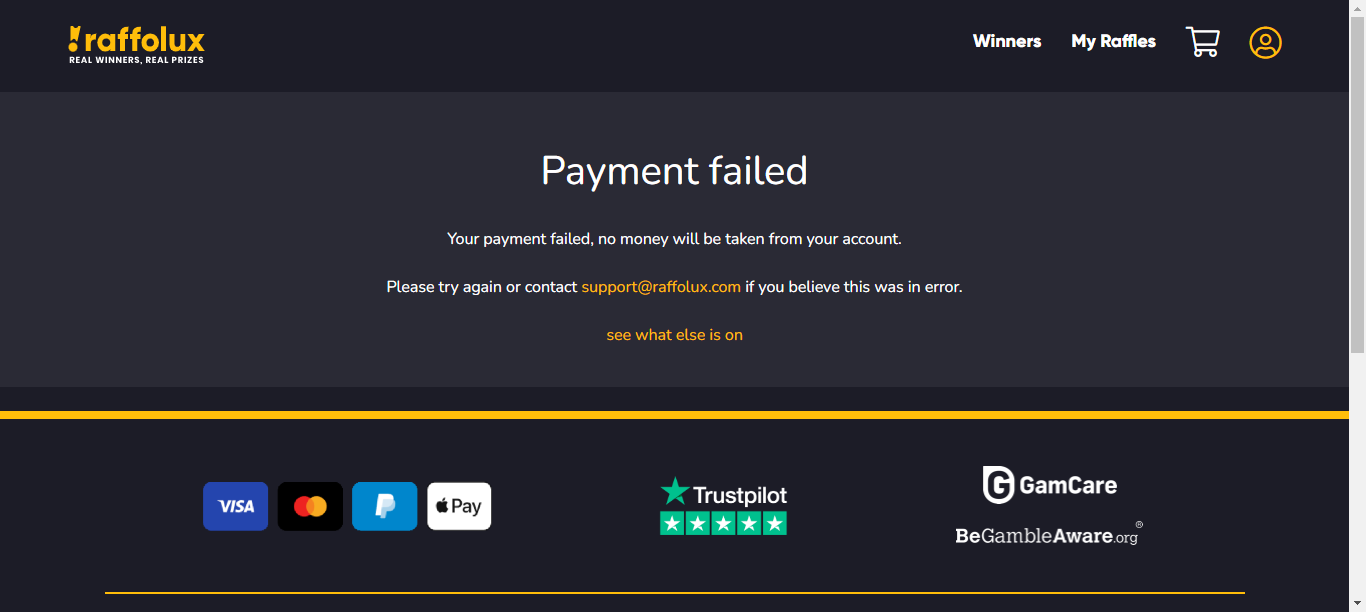 raffolux
REAL WINNERS, REAL PRIZES
Winners
My Raffles
Payment failed
Your payment failed, no money will be taken from your account.
Please try again or contact support@raffolux.com if you believe this was in error.
see what else is on
VISA
P
Pay
Trustpilot
G GamCare
BeGambleAware.org®